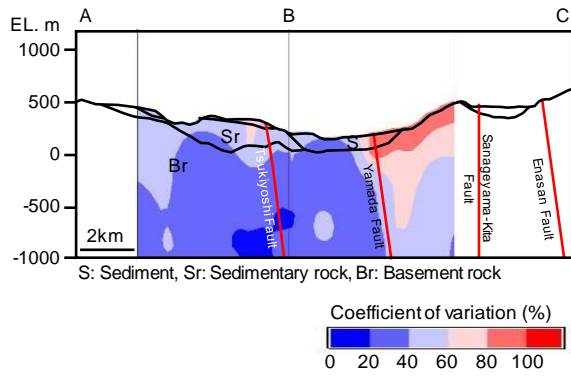 A B C
EL. m
1000
500
0
-500
-1000
Sr
S
Br
Tsukiyoshi Fault
Yamada Fault
Sanageyama-Kita
Fault
Enasan Fault
2km
S: Sediment, Sr: Sedimentary rock, Br: Basement rock
Coefficient of variation (%)
0 20 40 60 80 100